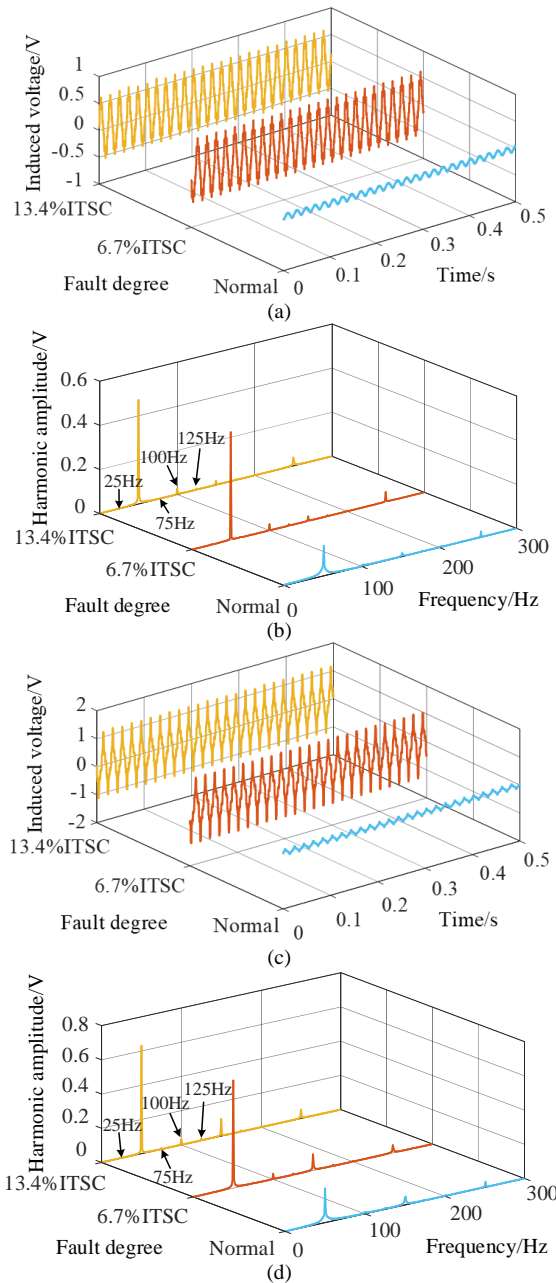 Induced voltage/V
1
0.5
0
-0.5
-1
13.4%ITSC
6.7%ITSC
Normal
Fault degree
0
0.1
0.2
0.3
0.4
0.5
Time/s
(a)
Harmonic amplitude/V
0.6
0.4
0.2
0
25Hz
100Hz
125Hz
75Hz
13.4%ITSC
6.7%ITSC
Normal
Fault degree
0
100
200
300
Frequency/Hz
(b)
Induced voltage/V
2
1
0
-1
-2
13.4%ITSC
6.7%ITSC
Normal
Fault degree
0
0.1
0.2
0.3
0.4
0.5
Time/s
(c)
Harmonic amplitude/V
0.8
0.6
0.4
0.2
0
25Hz
100Hz
125Hz
75Hz
13.4%ITSC
6.7%ITSC
Normal
Fault degree
0
100
200
300
Frequency/Hz
(d)